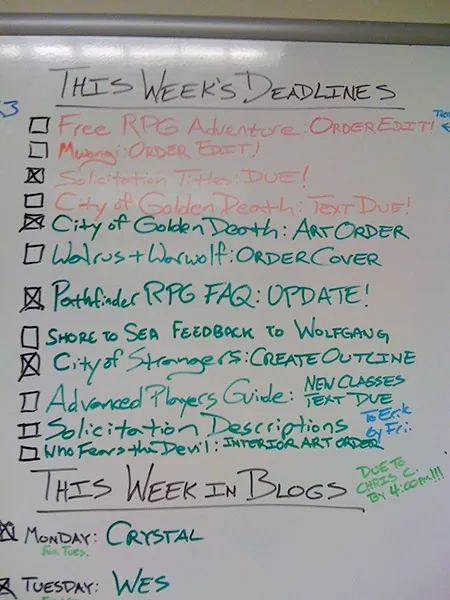 THIS WEEK'S DEADLINES
3
Free RPG Adventure: ORDER EDIT!
Mwangi: ORDER EDIT!
Solicitation Titles: DUE!
City of Golden Death: TEXT DUE!
City of Golden Death: ART ORDER
Walrus + Warwolf: ORDER COVER
Pathfinder RPG FAQ: UPDATE!
SHORE TO SEA FEEDBACK TO WOLFGANG
City of Strangers: CREATE OUTLINE
Advanced Players Guide: NEW CLASSES
TEXT DUE
Solicitation Descriptions To Erik
by Fri.
Who Fears the Devil: INTERIOR ART ORDER
DUE TO
CHRIS C.
BY 4:00PM!!!
THIS WEEK IN BLOGS
MONDAY: CRYSTAL
For Tues.
TUESDAY: WES